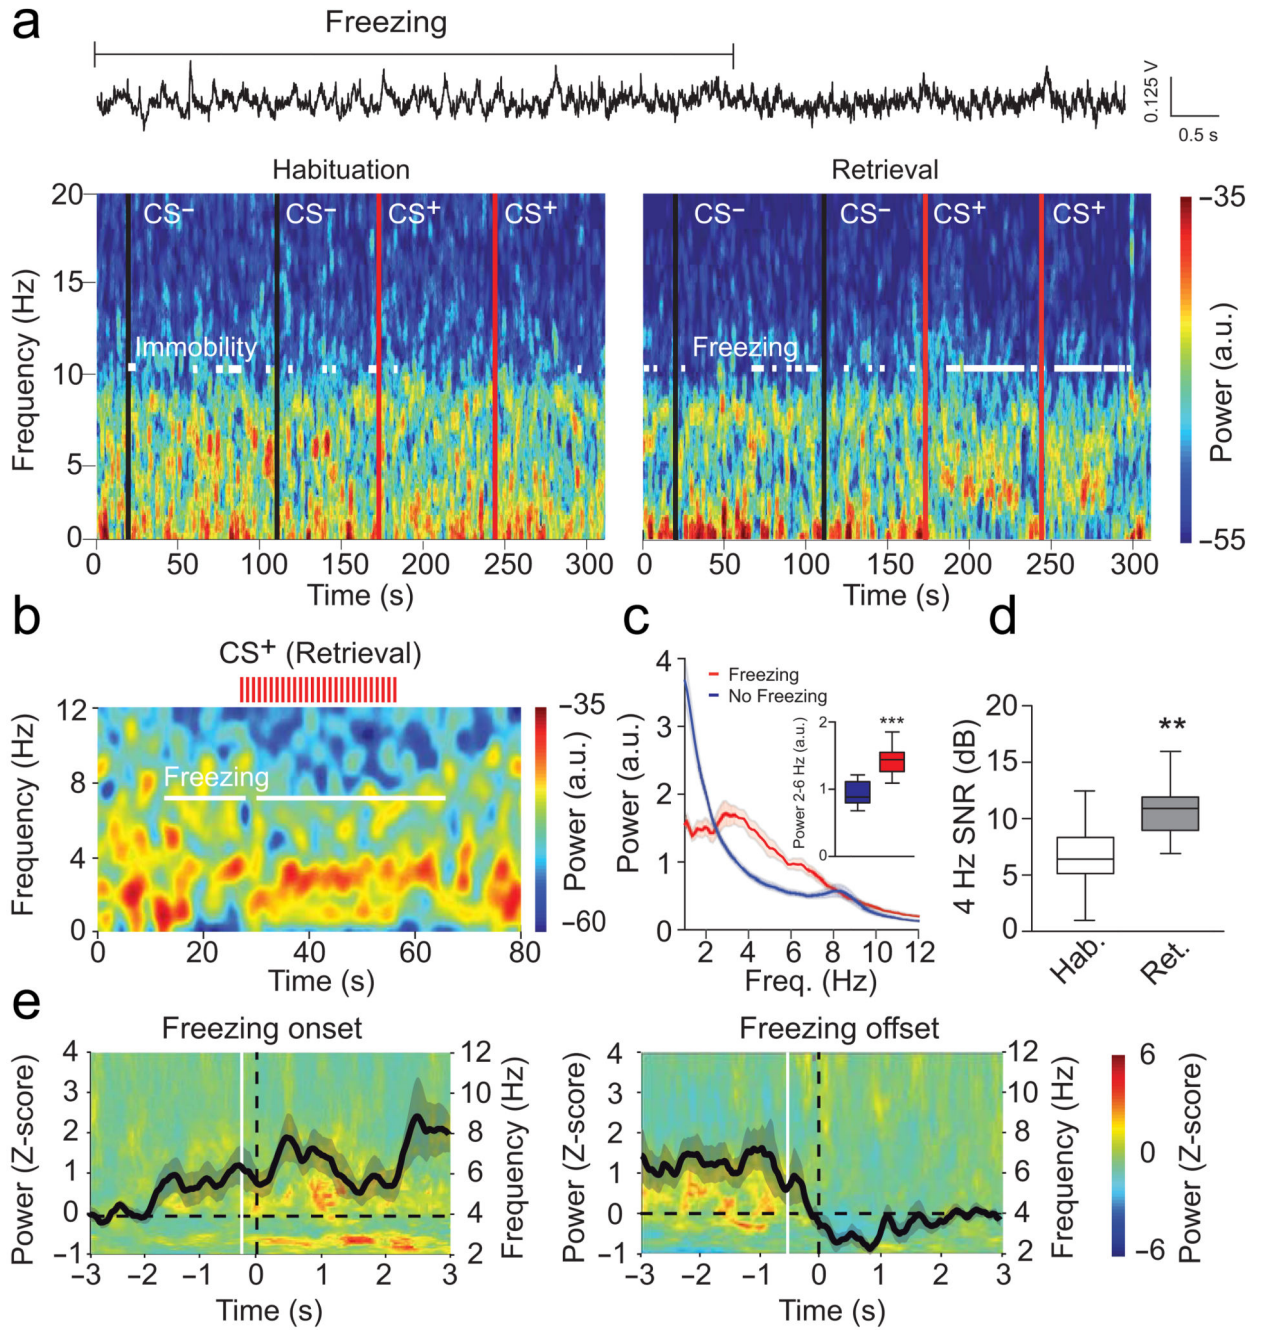 a
Freezing
0.125 V
0.5 s
Habituation
Retrieval
20
15
10
5
0
Frequency (Hz)
CS⁻
CS⁻
CS⁺
CS⁺
Immobility
0 50 100 150 200 250 300
Time (s)
CS⁻
CS⁻
CS⁺
CS⁺
Freezing
0 50 100 150 200 250 300
Time (s)
−35
−55
Power (a.u.)
b
CS⁺ (Retrieval)
12
8
4
0
Frequency (Hz)
Freezing
0 20 40 60 80
Time (s)
−35
−60
Power (a.u.)
c
4
3
2
1
0
Power (a.u.)
Freezing
No Freezing
2
1
0
Power 2-6 Hz (a.u.)
***
2 4 6 8 10 12
Freq. (Hz)
d
20
15
10
5
0
4 Hz SNR (dB)
**
Hab.
Ret.
e
Freezing onset
4
3
2
1
0
−1
Power (Z-score)
12
10
8
6
4
2
Frequency (Hz)
−3 −2 −1 0 1 2 3
Time (s)
Freezing offset
4
3
2
1
0
−1
Power (Z-score)
12
10
8
6
4
2
Frequency (Hz)
−3 −2 −1 0 1 2 3
Time (s)
6
0
−6
Power (Z-score)